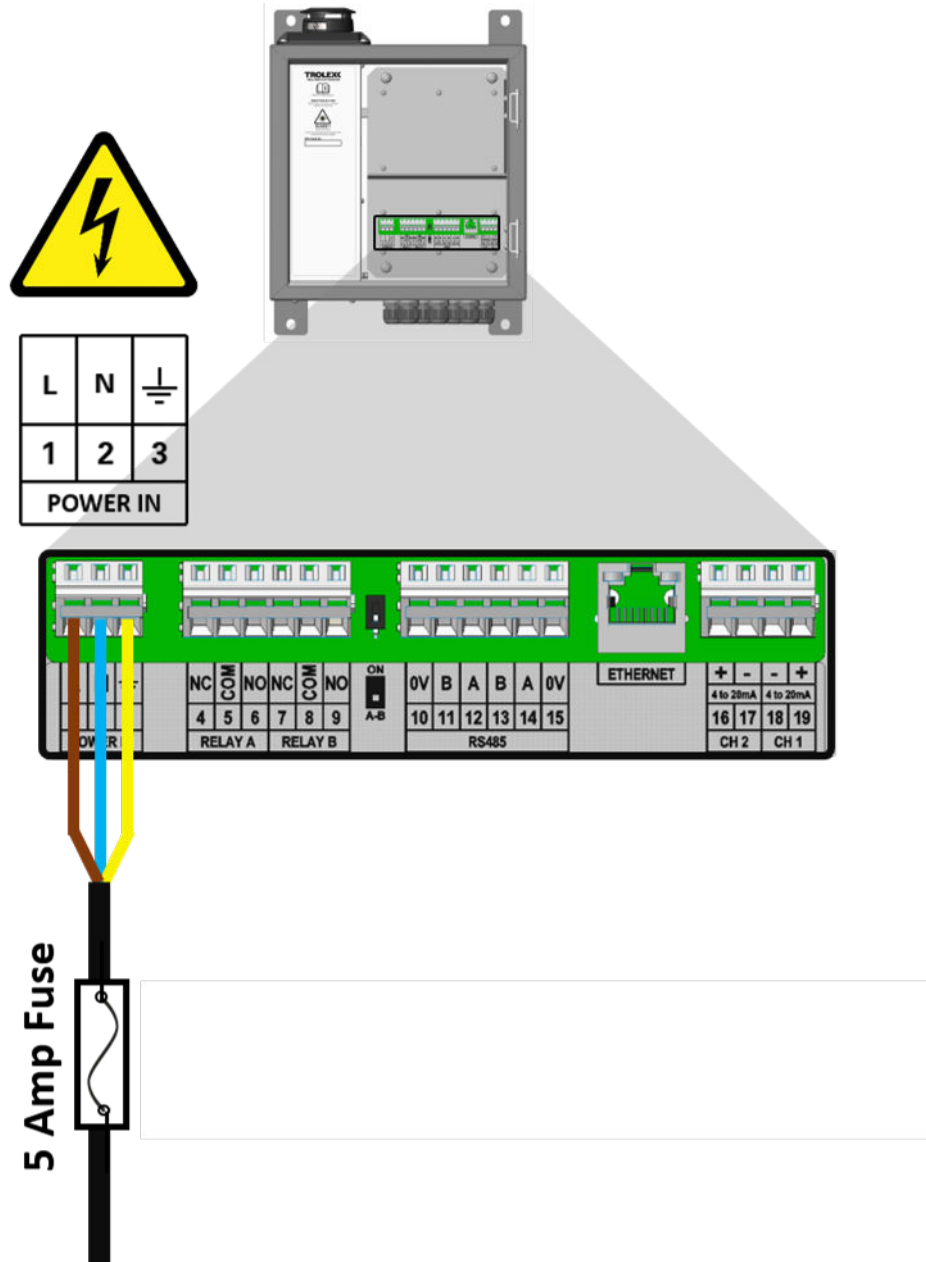 TROLEX
L N
1 2 3
POWER IN
NC COM NO NC COM NO
ON
A-B
0V B A B A 0V
ETHERNET
+ - - +
4 to 20mA 4 to 20mA
4 5 6 7 8 9
10 11 12 13 14 15
16 17 18 19
POWER I
RELAY A RELAY B
RS485
CH 2 CH 1
5 Amp Fuse